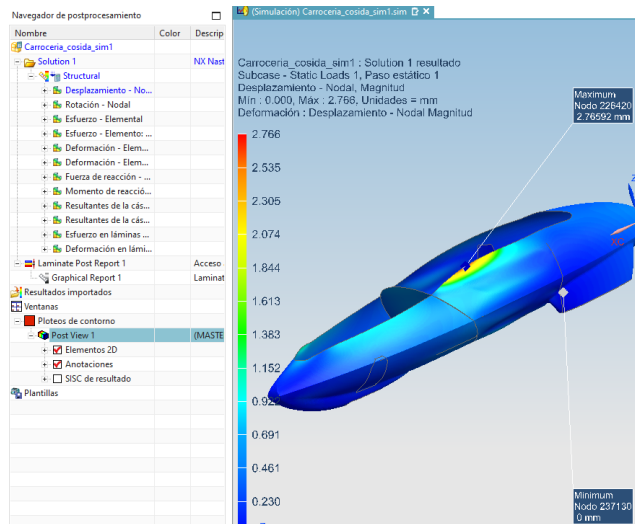 Navegador de postprocesamiento
Nombre Color Descrip
Carroceria_cosida_sim1
Solution 1 NX Nast
Structural
Desplazamiento - No...
Rotación - Nodal
Esfuerzo - Elemental
Esfuerzo - Elemento: ...
Deformación - Elem...
Deformación - Elem...
Fuerza de reacción - ...
Momento de reacció...
Resultantes de la cás...
Resultantes de la cás...
Esfuerzo en láminas ...
Deformación en lámi...
Laminate Post Report 1 Acceso
Graphical Report 1 Laminat
Resultados importados
Ventanas
Ploteos de contorno
Post View 1 (MASTE
Elementos 2D
Anotaciones
SISC de resultado
Plantillas
(Simulación) Carroceria_cosida_sim1.sim
Carroceria_cosida_sim1 : Solution 1 resultado
Subcase - Static Loads 1, Paso estático 1
Desplazamiento - Nodal, Magnitud
Mín : 0.000, Máx : 2.766, Unidades = mm
Deformación : Desplazamiento - Nodal Magnitud
Maximum
Nodo 226420
2.76592 mm
2.766
2.535
2.305
2.074
1.844
1.613
1.383
1.152
0.922
0.691
0.461
0.230
XC
Minimum
Nodo 237130
0 mm